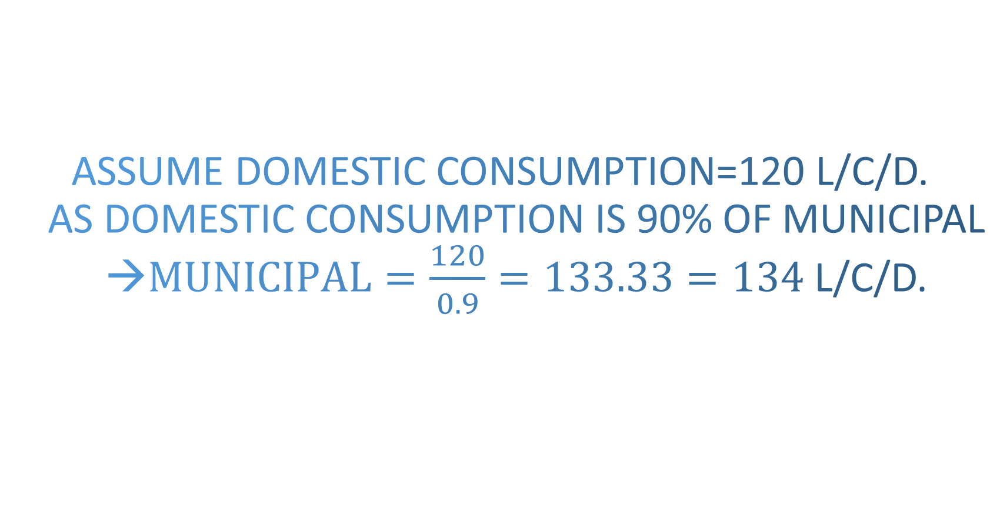 ASSUME DOMESTIC CONSUMPTION=120 L/C/D.
AS DOMESTIC CONSUMPTION IS 90% OF MUNICIPAL
→MUNICIPAL = 120/0.9 = 133.33 = 134 L/C/D.